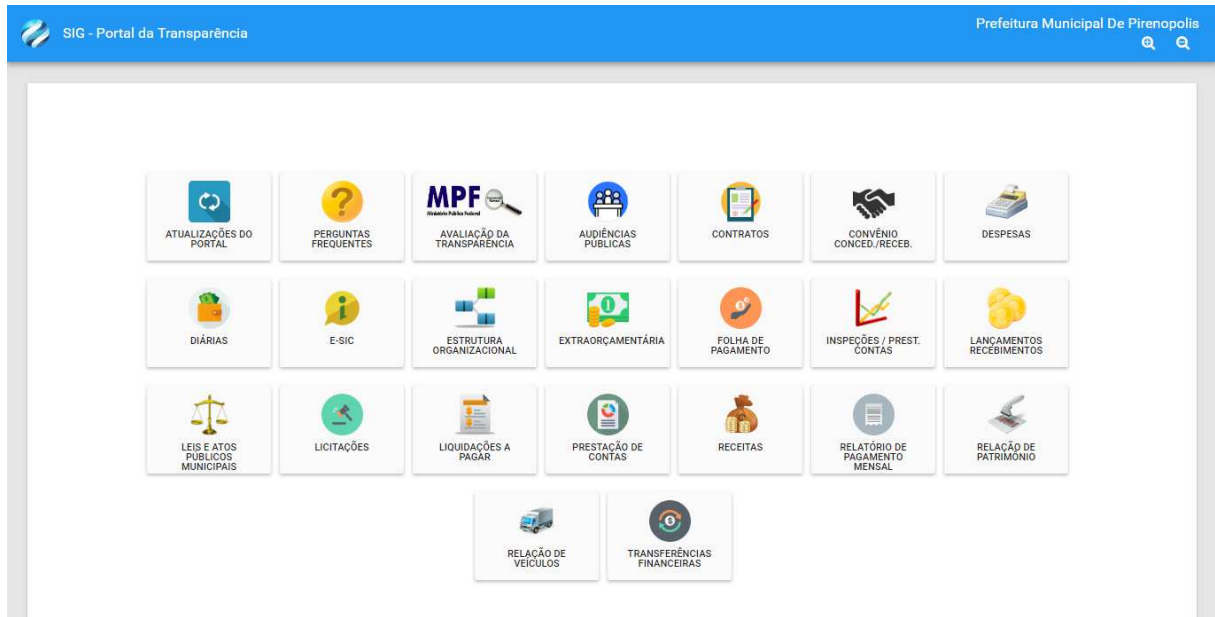 SIG - Portal da Transparência
Prefeitura Municipal De Pirenopolis
ATUALIZAÇÕES DO
PORTAL
PERGUNTAS
FREQUENTES
MPF
Ministério Público Federal
AVALIAÇÃO DA
TRANSPARÊNCIA
AUDIÊNCIAS
PÚBLICAS
CONTRATOS
CONVÊNIO
CONCED./RECEB.
DESPESAS
DIÁRIAS
E-SIC
ESTRUTURA
ORGANIZACIONAL
EXTRAORÇAMENTÁRIA
FOLHA DE
PAGAMENTO
INSPEÇÕES / PREST.
CONTAS
LANÇAMENTOS
RECEBIMENTOS
LEIS E ATOS
PÚBLICOS
MUNICIPAIS
LICITAÇÕES
LIQUIDAÇÕES A
PAGAR
PRESTAÇÃO DE
CONTAS
RECEITAS
RELATÓRIO DE
PAGAMENTO
MENSAL
RELAÇÃO DE
PATRIMÔNIO
RELAÇÃO DE
VEÍCULOS
TRANSFERÊNCIAS
FINANCEIRAS